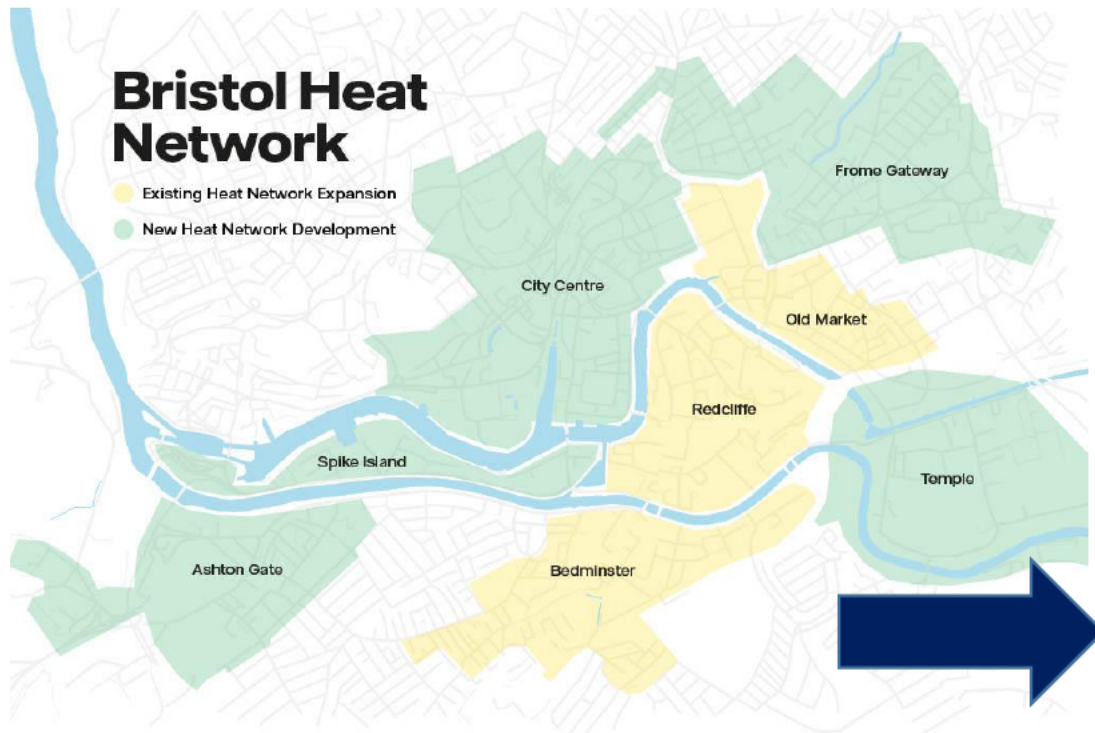 Bristol Heat
Network
Existing Heat Network Expansion
New Heat Network Development
Frome Gateway
City Centre
Old Market
Redcliffe
Spike Island
Temple
Ashton Gate
Bedminster